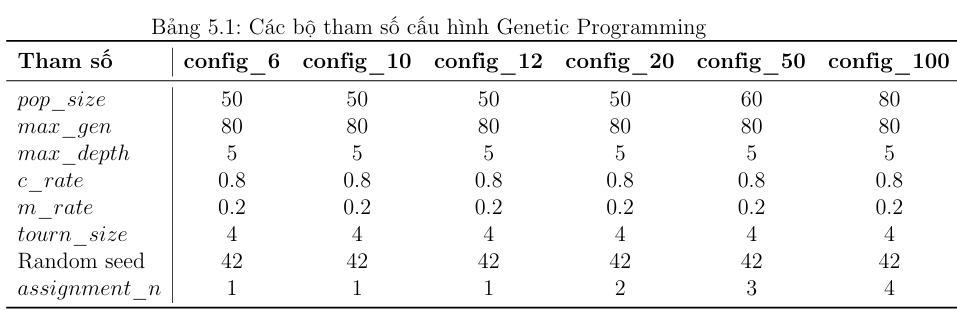 Bảng 5.1: Các bộ tham số cấu hình Genetic Programming
Tham số config_6 config_10 config_12 config_20 config_50 config_100
pop_size 50 50 50 50 60 80
max_gen 80 80 80 80 80 80
max_depth 5 5 5 5 5 5
c_rate 0.8 0.8 0.8 0.8 0.8 0.8
m_rate 0.2 0.2 0.2 0.2 0.2 0.2
tourn_size 4 4 4 4 4 4
Random seed 42 42 42 42 42 42
assignment_n 1 1 1 2 3 4